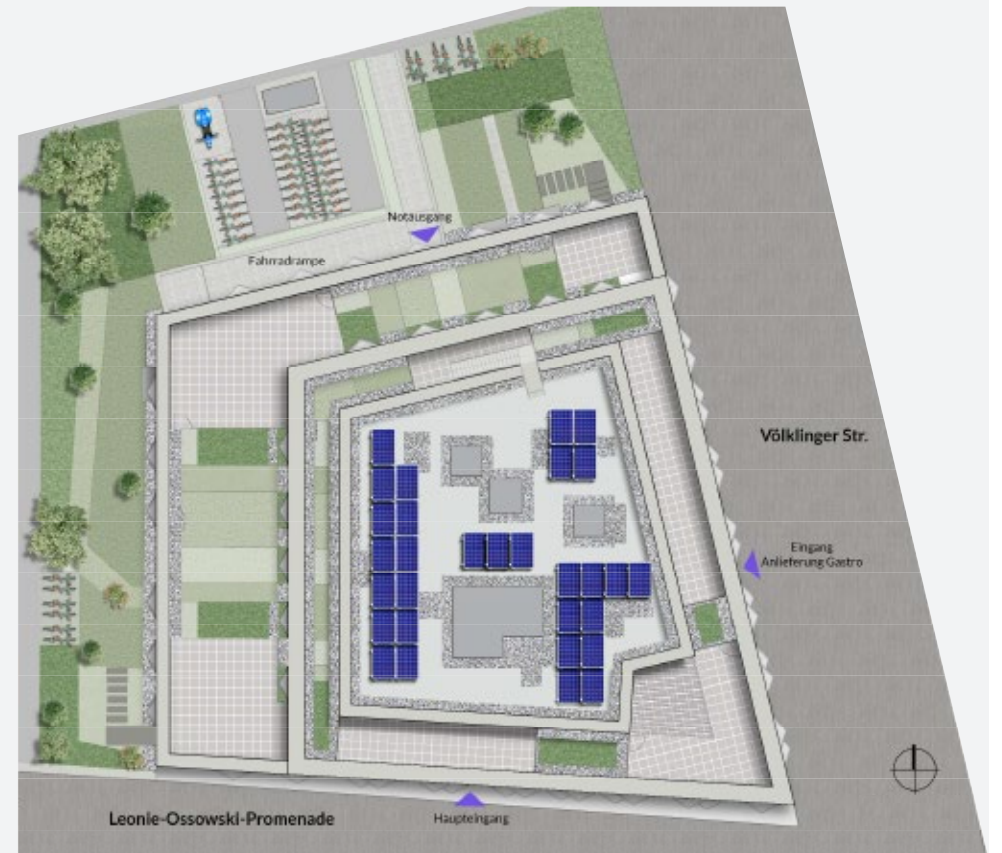 Notausgang
Fahrradrampe
Völklinger Str.
Eingang
Anlieferung Gastro
Leonie-Ossowski-Promenade
Haupteingang